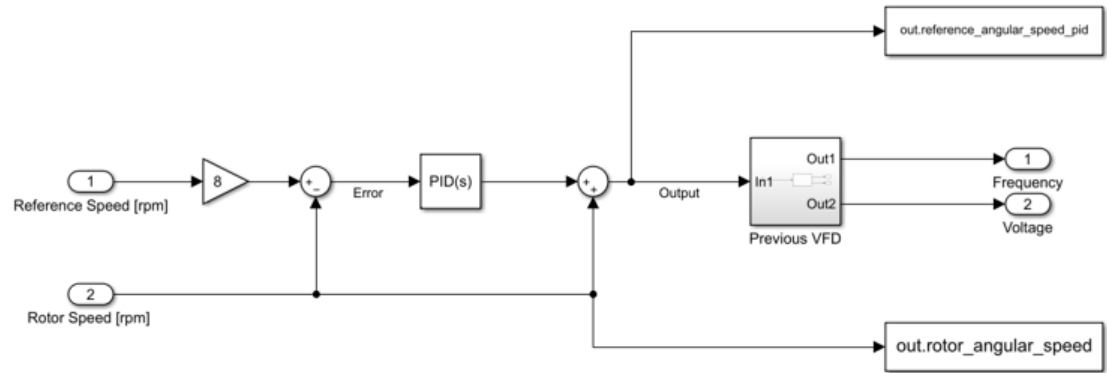 out.reference_angular_speed_pid
1
Reference Speed [rpm]
8
+
−
Error
PID(s)
+
+
Output
In1
Out1
Out2
Previous VFD
1
Frequency
2
Voltage
2
Rotor Speed [rpm]
out.rotor_angular_speed